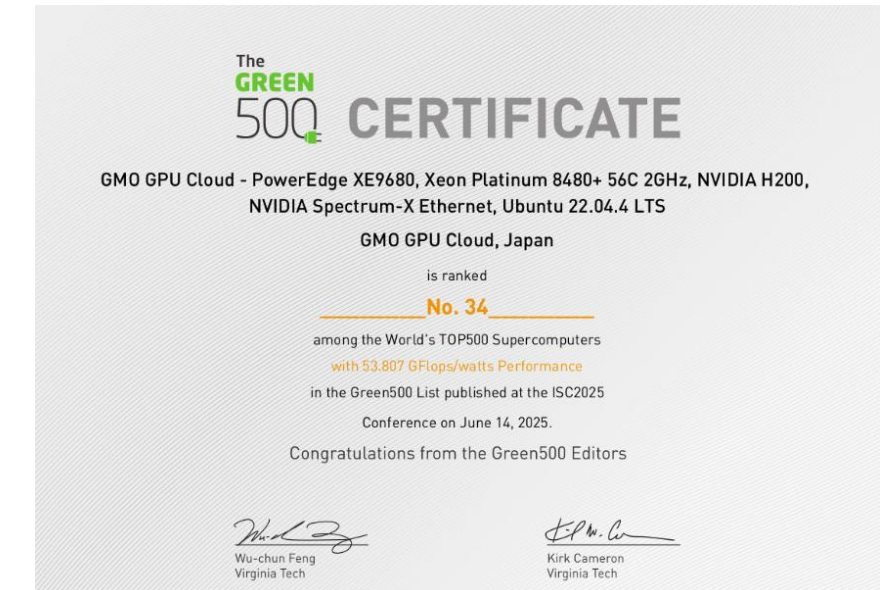 The
GREEN
500 CERTIFICATE
GMO GPU Cloud - PowerEdge XE9680, Xeon Platinum 8480+ 56C 2GHz, NVIDIA H200,
NVIDIA Spectrum-X Ethernet, Ubuntu 22.04.4 LTS
GMO GPU Cloud, Japan
is ranked
No. 34
among the World's TOP500 Supercomputers
with 53.807 GFlops/watts Performance
in the Green500 List published at the ISC2025
Conference on June 14, 2025.
Congratulations from the Green500 Editors
Wu-chun Feng
Virginia Tech
Kirk Cameron
Virginia Tech